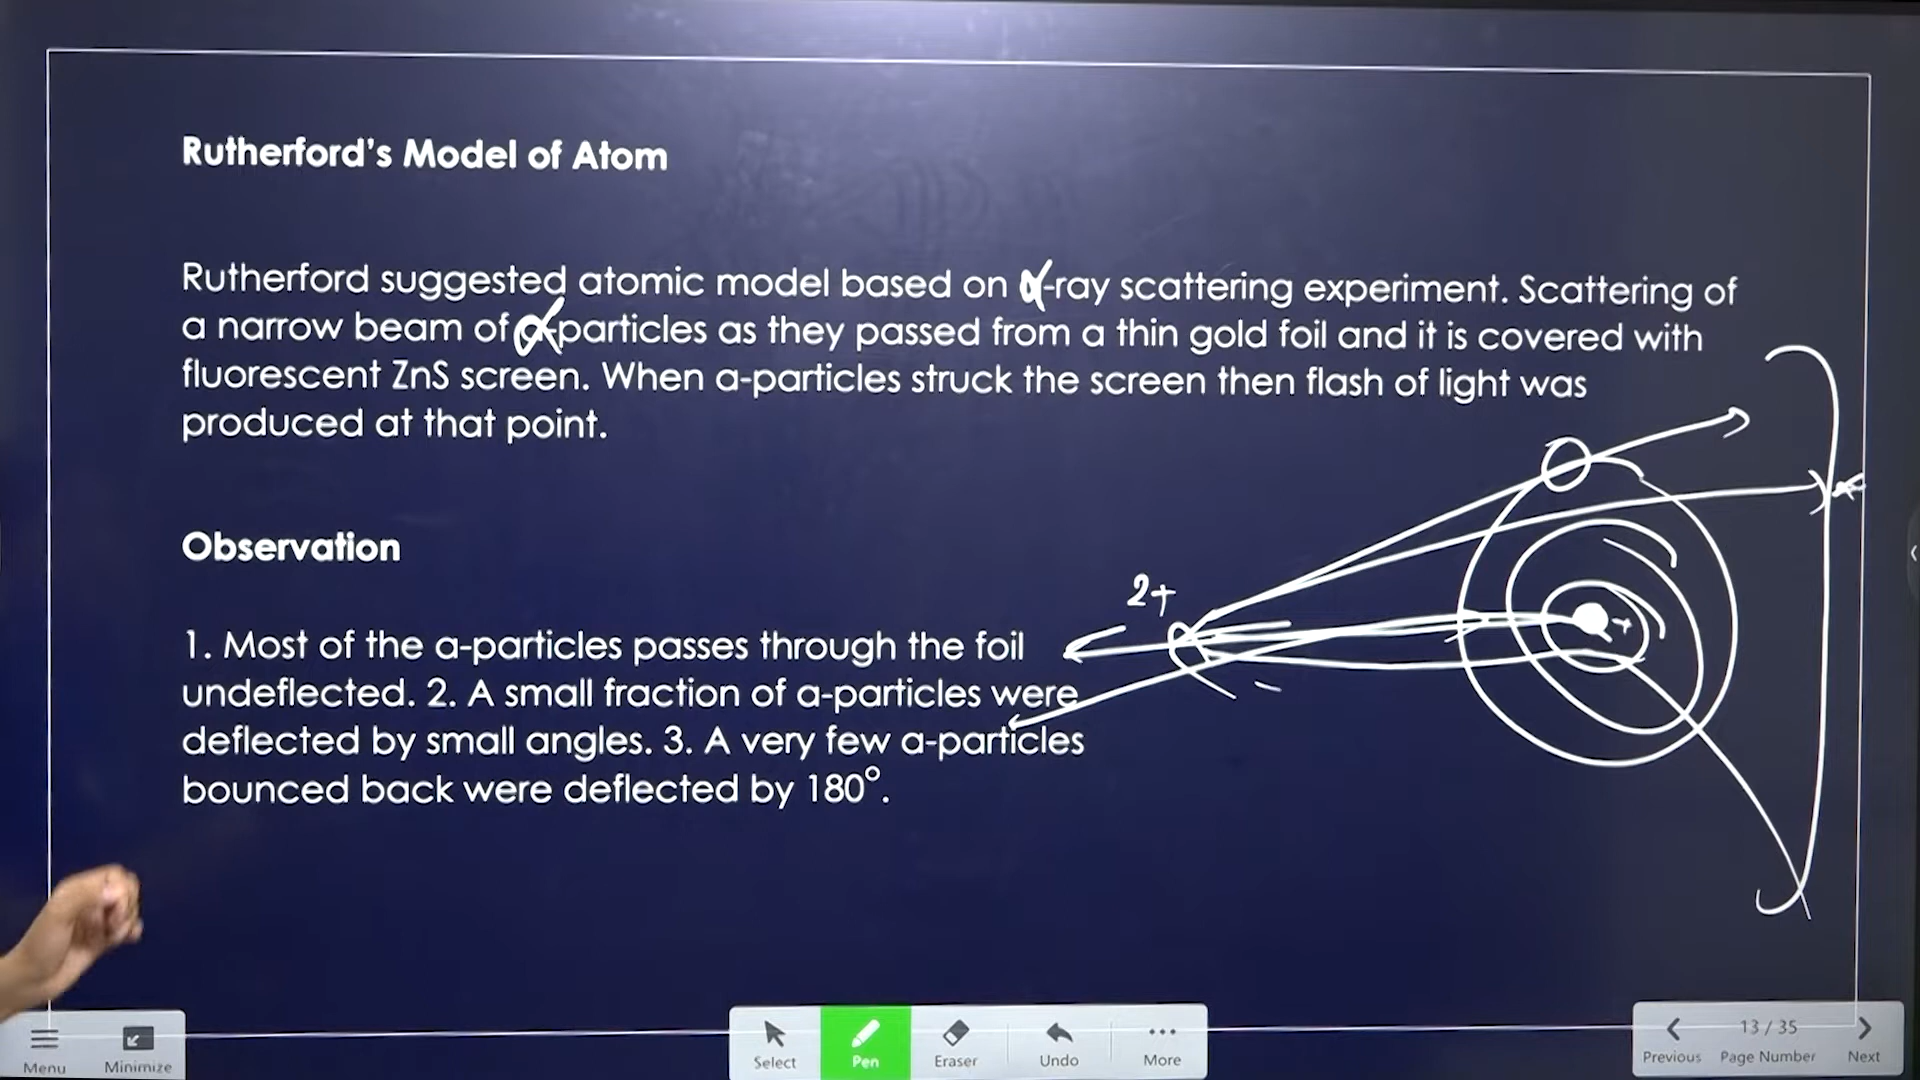 Rutherford's Model of Atom
Rutherford suggested atomic model based on α-ray scattering experiment. Scattering of
a narrow beam of α-particles as they passed from a thin gold foil and it is covered with
fluorescent ZnS screen. When a-particles struck the screen then flash of light was
produced at that point.
Observation
2+
+
1. Most of the a-particles passes through the foil
undeflected. 2. A small fraction of a-particles were
deflected by small angles. 3. A very few a-particles
bounced back were deflected by 180°.
Menu
Minimize
Select
Pen
Eraser
Undo
More
13 / 35
Previous
Page Number
Next